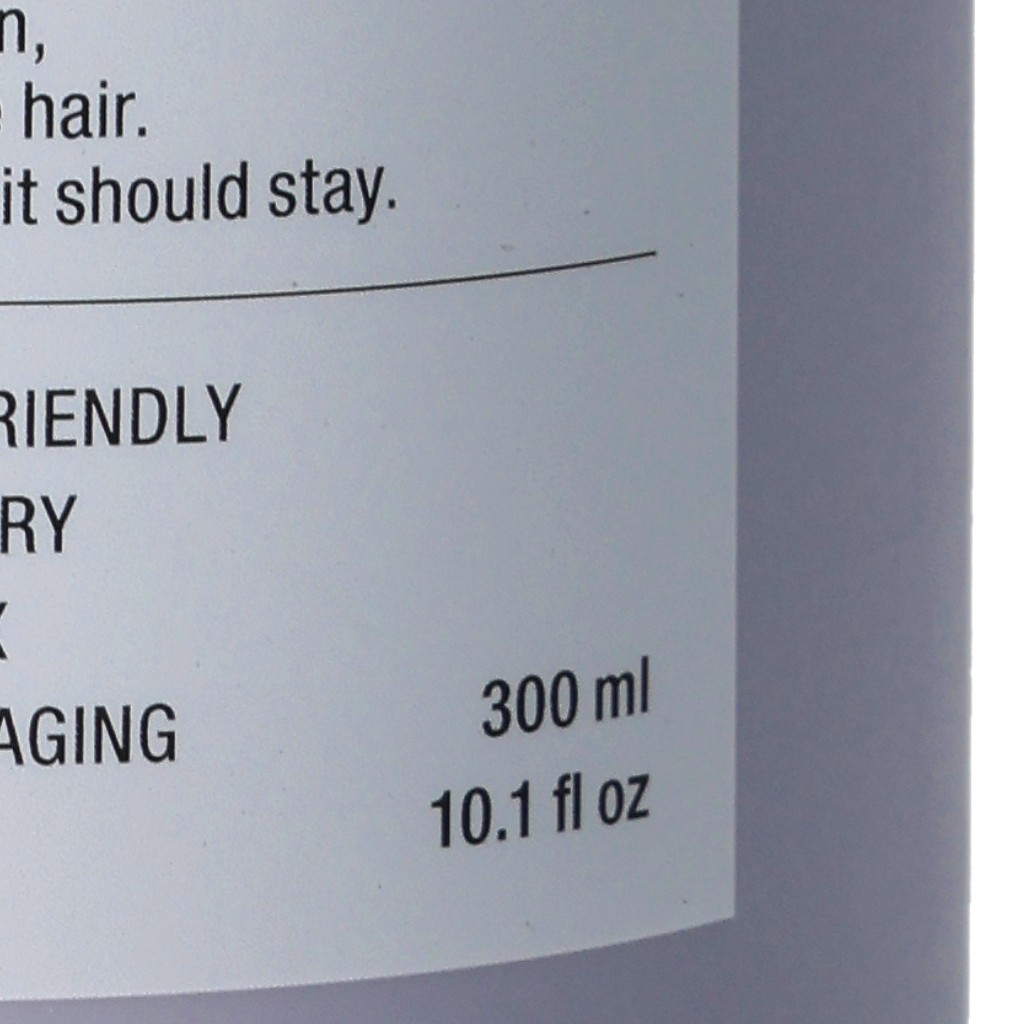 n,
hair.
it should stay.
RIENDLY
RY
AGING
300 ml
10.1 fl oz